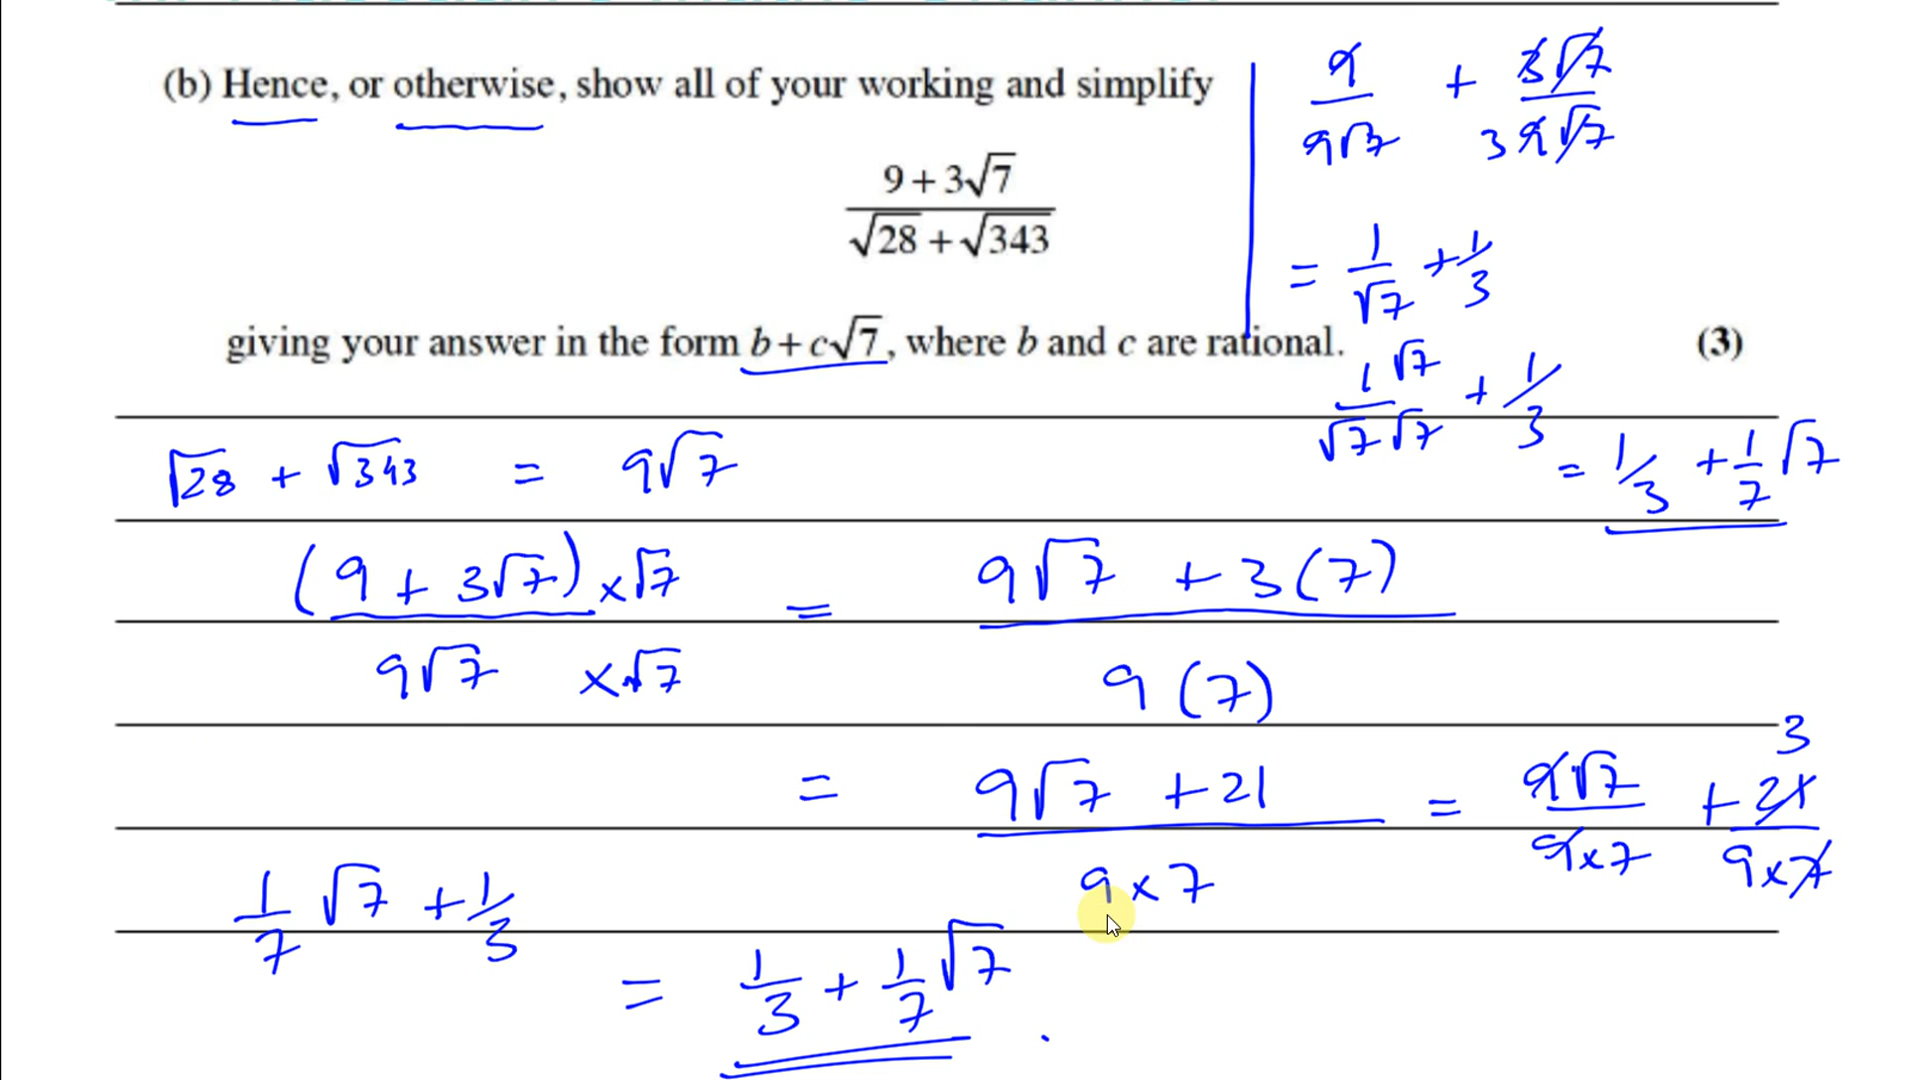 (b) Hence, or otherwise, show all of your working and simplify
9 + 3√7
√28 + √343
giving your answer in the form b + c√7, where b and c are rational. (3)
9/9√7 + 3√7/9√7 3
= 1/√7 + 1/3
1 √7/√7 √7 + 1/3
= 1/3 + 1/7 √7
√28 + √343 = 9√7
(9 + 3√7) × √7 / 9√7 × √7 = 9√7 + 3(7) / 9(7)
= 9√7 + 21 / 9 × 7 = 9√7 / 9×7 + 21 / 9×7 3
1/7 √7 + 1/3
= 1/3 + 1/7 √7 .